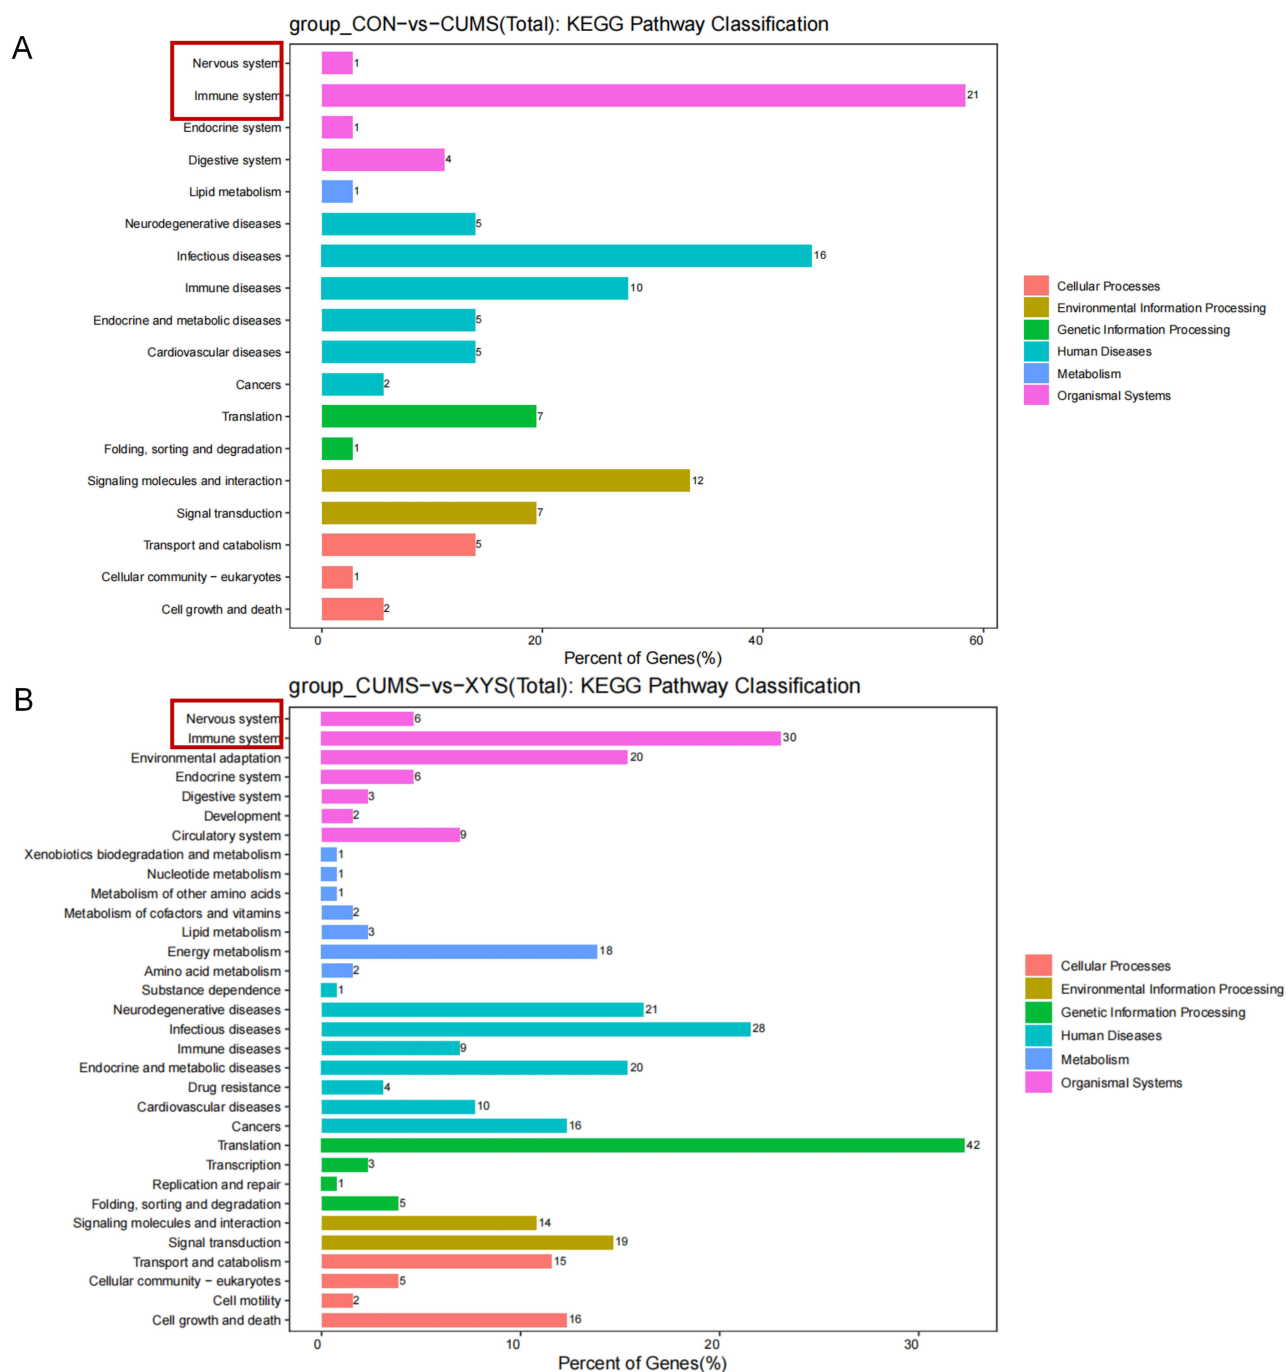 A
group_CON−vs−CUMS(Total): KEGG Pathway Classification
Nervous system 1
Immune system 21
Endocrine system 1
Digestive system 4
Lipid metabolism 1
Neurodegenerative diseases 5
Infectious diseases 16
Immune diseases 10
Endocrine and metabolic diseases 5
Cardiovascular diseases 5
Cancers 2
Translation 7
Folding, sorting and degradation 1
Signaling molecules and interaction 12
Signal transduction 7
Transport and catabolism 5
Cellular community − eukaryotes 1
Cell growth and death 2
0 20 40 60
Percent of Genes(%)
Cellular Processes
Environmental Information Processing
Genetic Information Processing
Human Diseases
Metabolism
Organismal Systems
B
group_CUMS−vs−XYS(Total): KEGG Pathway Classification
Nervous system 6
Immune system 30
Environmental adaptation 20
Endocrine system 6
Digestive system 3
Development 2
Circulatory system 9
Xenobiotics biodegradation and metabolism 1
Nucleotide metabolism 1
Metabolism of other amino acids 1
Metabolism of cofactors and vitamins 2
Lipid metabolism 3
Energy metabolism 18
Amino acid metabolism 2
Substance dependence 1
Neurodegenerative diseases 21
Infectious diseases 28
Immune diseases 9
Endocrine and metabolic diseases 20
Drug resistance 4
Cardiovascular diseases 10
Cancers 16
Translation 42
Transcription 3
Replication and repair 1
Folding, sorting and degradation 5
Signaling molecules and interaction 14
Signal transduction 19
Transport and catabolism 15
Cellular community − eukaryotes 5
Cell motility 2
Cell growth and death 16
0 10 20 30
Percent of Genes(%)
Cellular Processes
Environmental Information Processing
Genetic Information Processing
Human Diseases
Metabolism
Organismal Systems